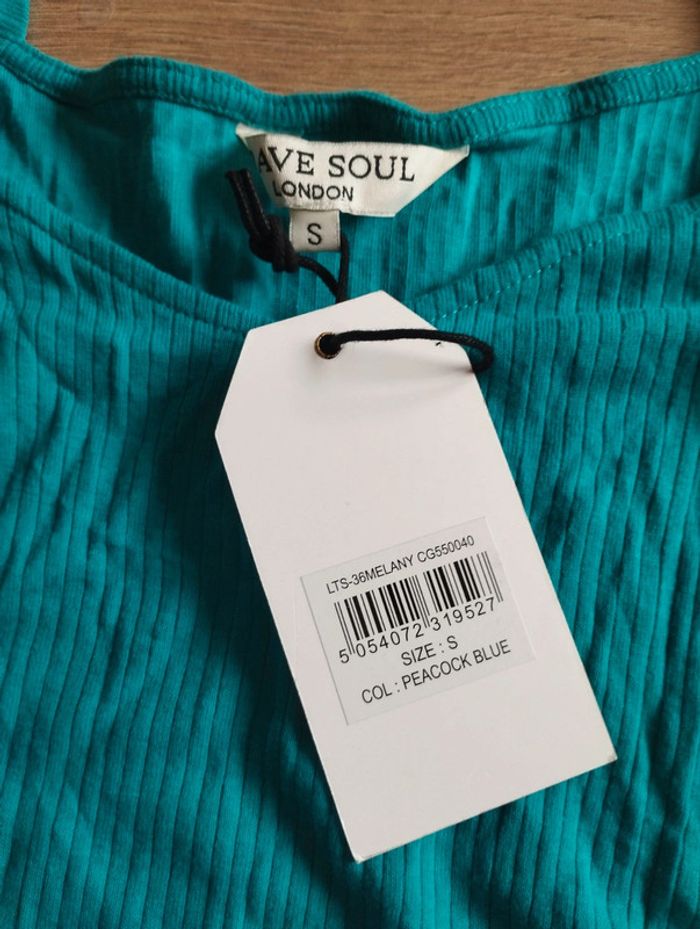 AVE SOUL
LONDON
S
LTS-36MELANY CG550040
5 054072 319527
SIZE : S
COL : PEACOCK BLUE